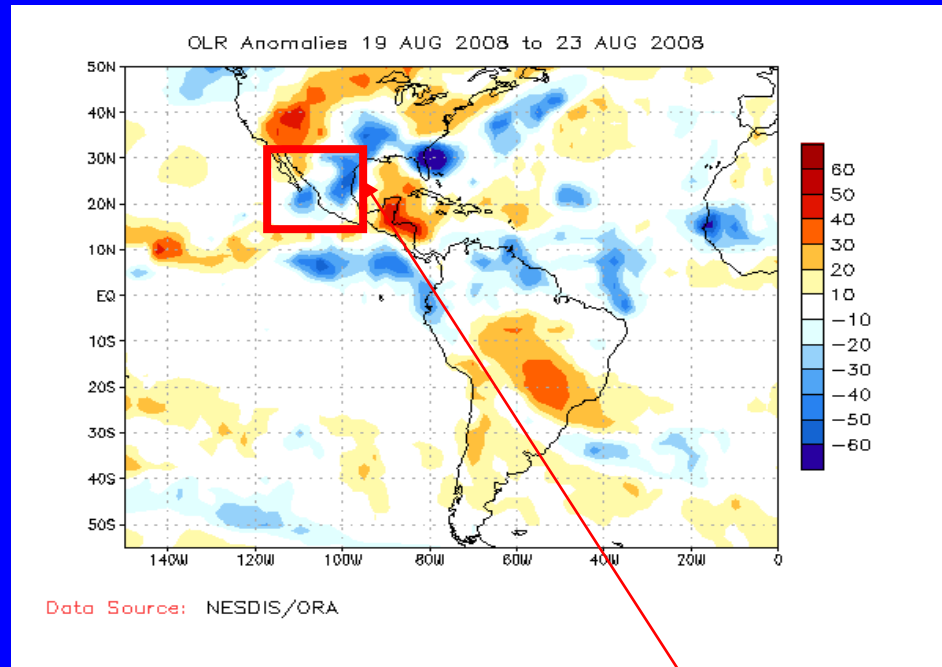 OLR Anomalies 19 AUG 2008 to 23 AUG 2008
50N
40N
30N
20N
10N
EQ
10S
20S
30S
40S
50S
140W 120W 100W 80W 60W 40W 20W 0
60
50
40
30
20
10
−10
−20
−30
−40
−50
−60
Data Source: NESDIS/ORA